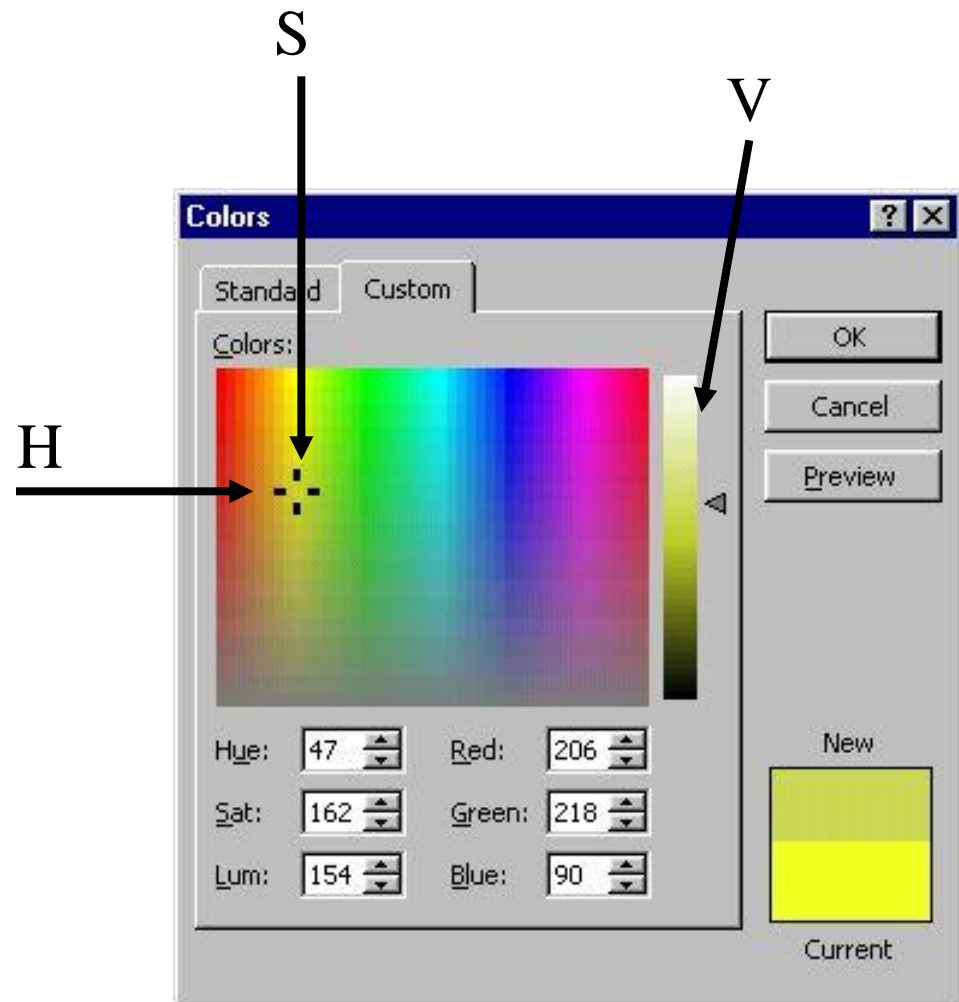 S
V
Colors ? X
Standard Custom
Colors:
OK
Cancel
Preview
H
Hue: 47 Red: 206
Sat: 162 Green: 218
Lum: 154 Blue: 90
New
Current